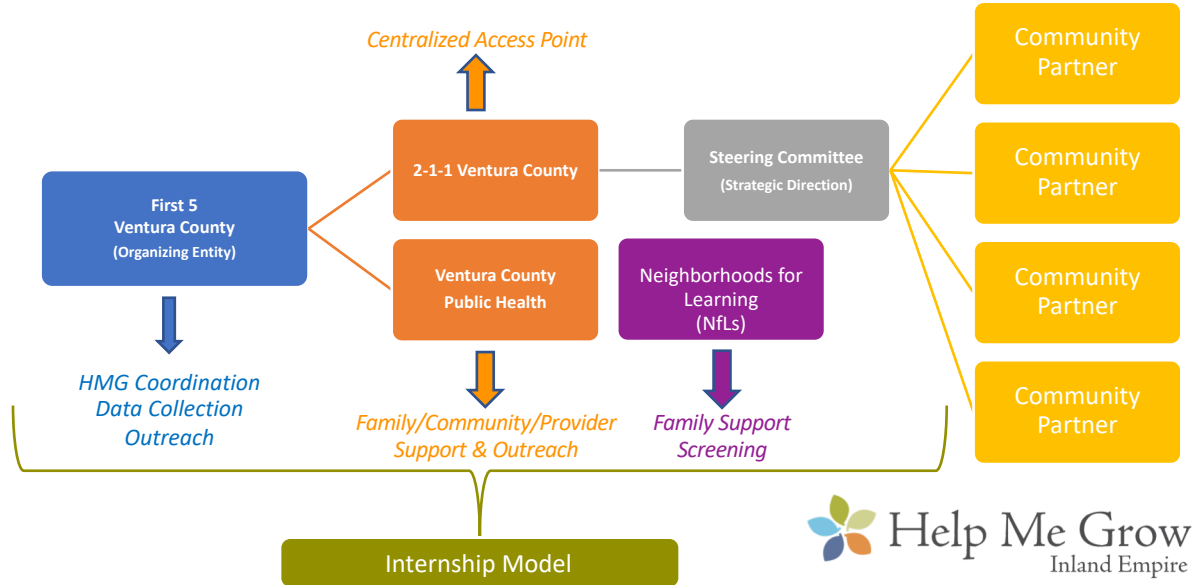 Centralized Access Point
First 5
Ventura County
(Organizing Entity)
2-1-1 Ventura County
Ventura County
Public Health
Steering Committee
(Strategic Direction)
Neighborhoods for
Learning
(NfLs)
Community
Partner
Community
Partner
Community
Partner
Community
Partner
HMG Coordination
Data Collection
Outreach
Family/Community/Provider
Support & Outreach
Family Support
Screening
Internship Model
Help Me Grow
Inland Empire